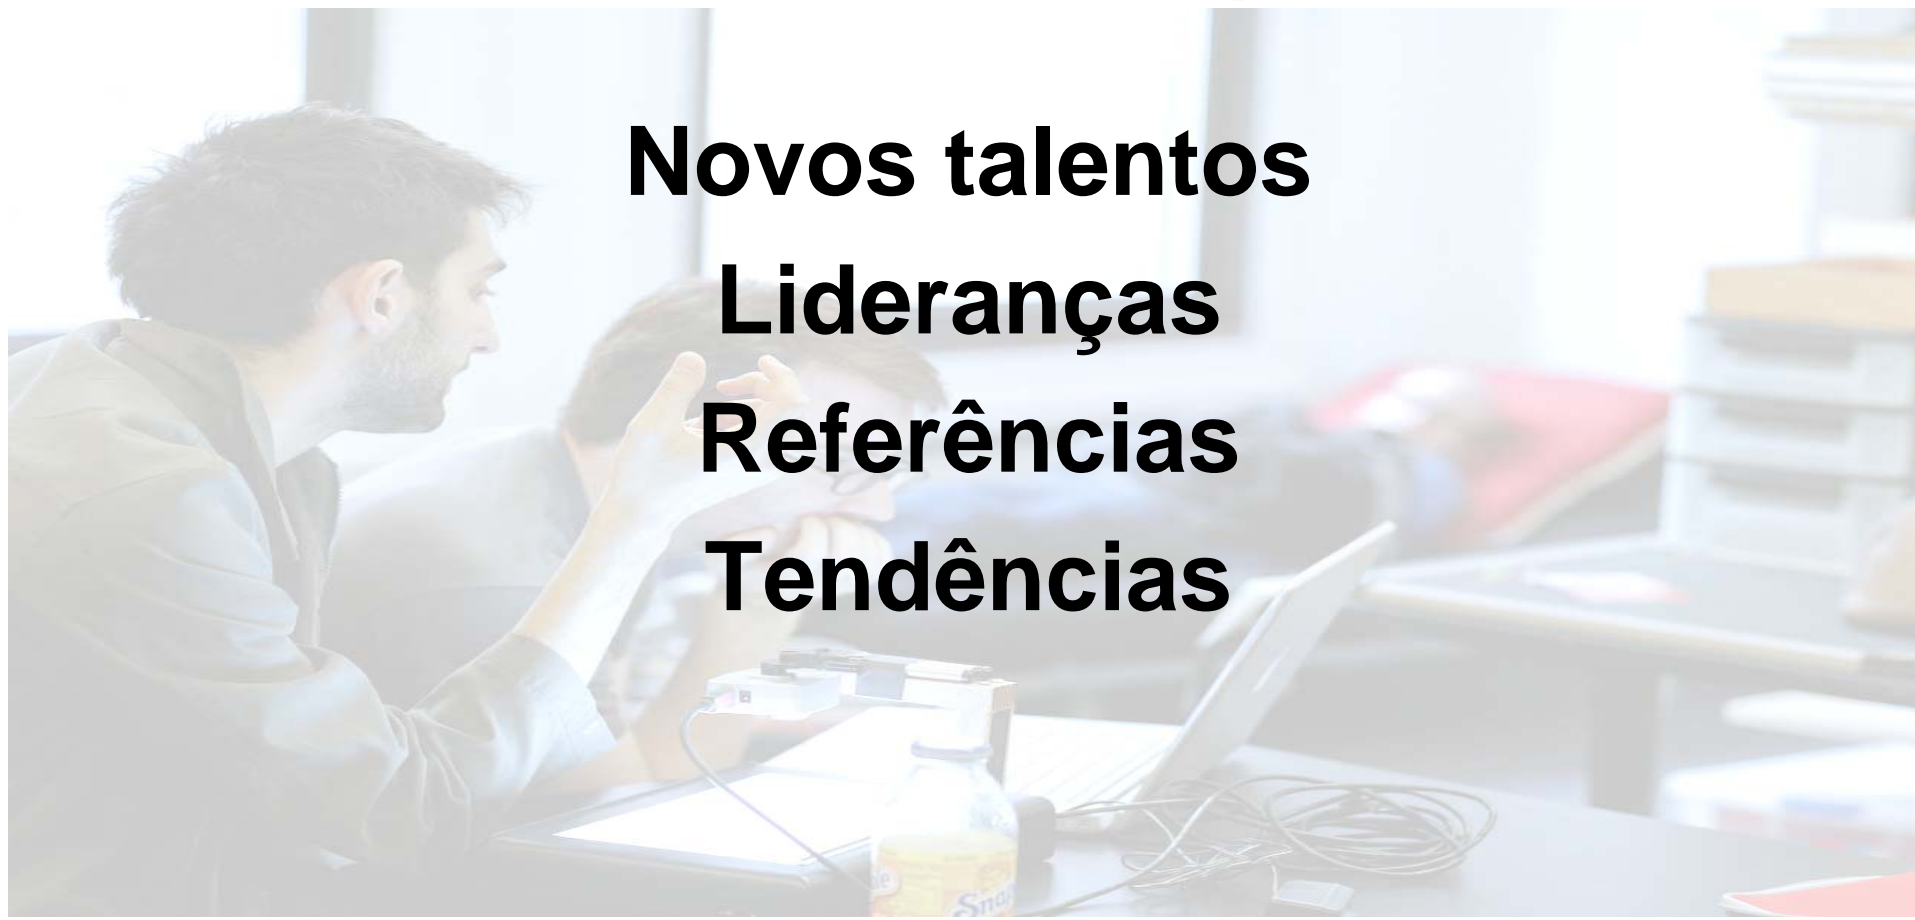 Novos talentos
Lideranças
Referências
Tendências